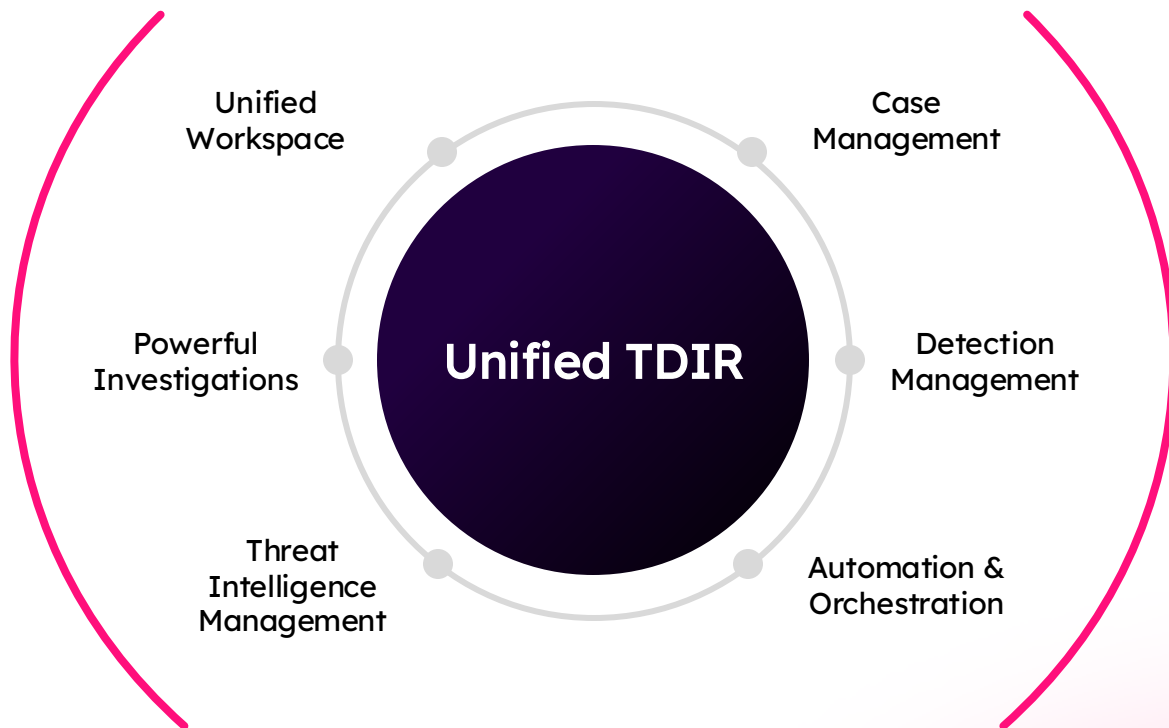 Unified
Workspace
Case
Management
Powerful
Investigations
Unified TDIR
Detection
Management
Threat
Intelligence
Management
Automation &
Orchestration